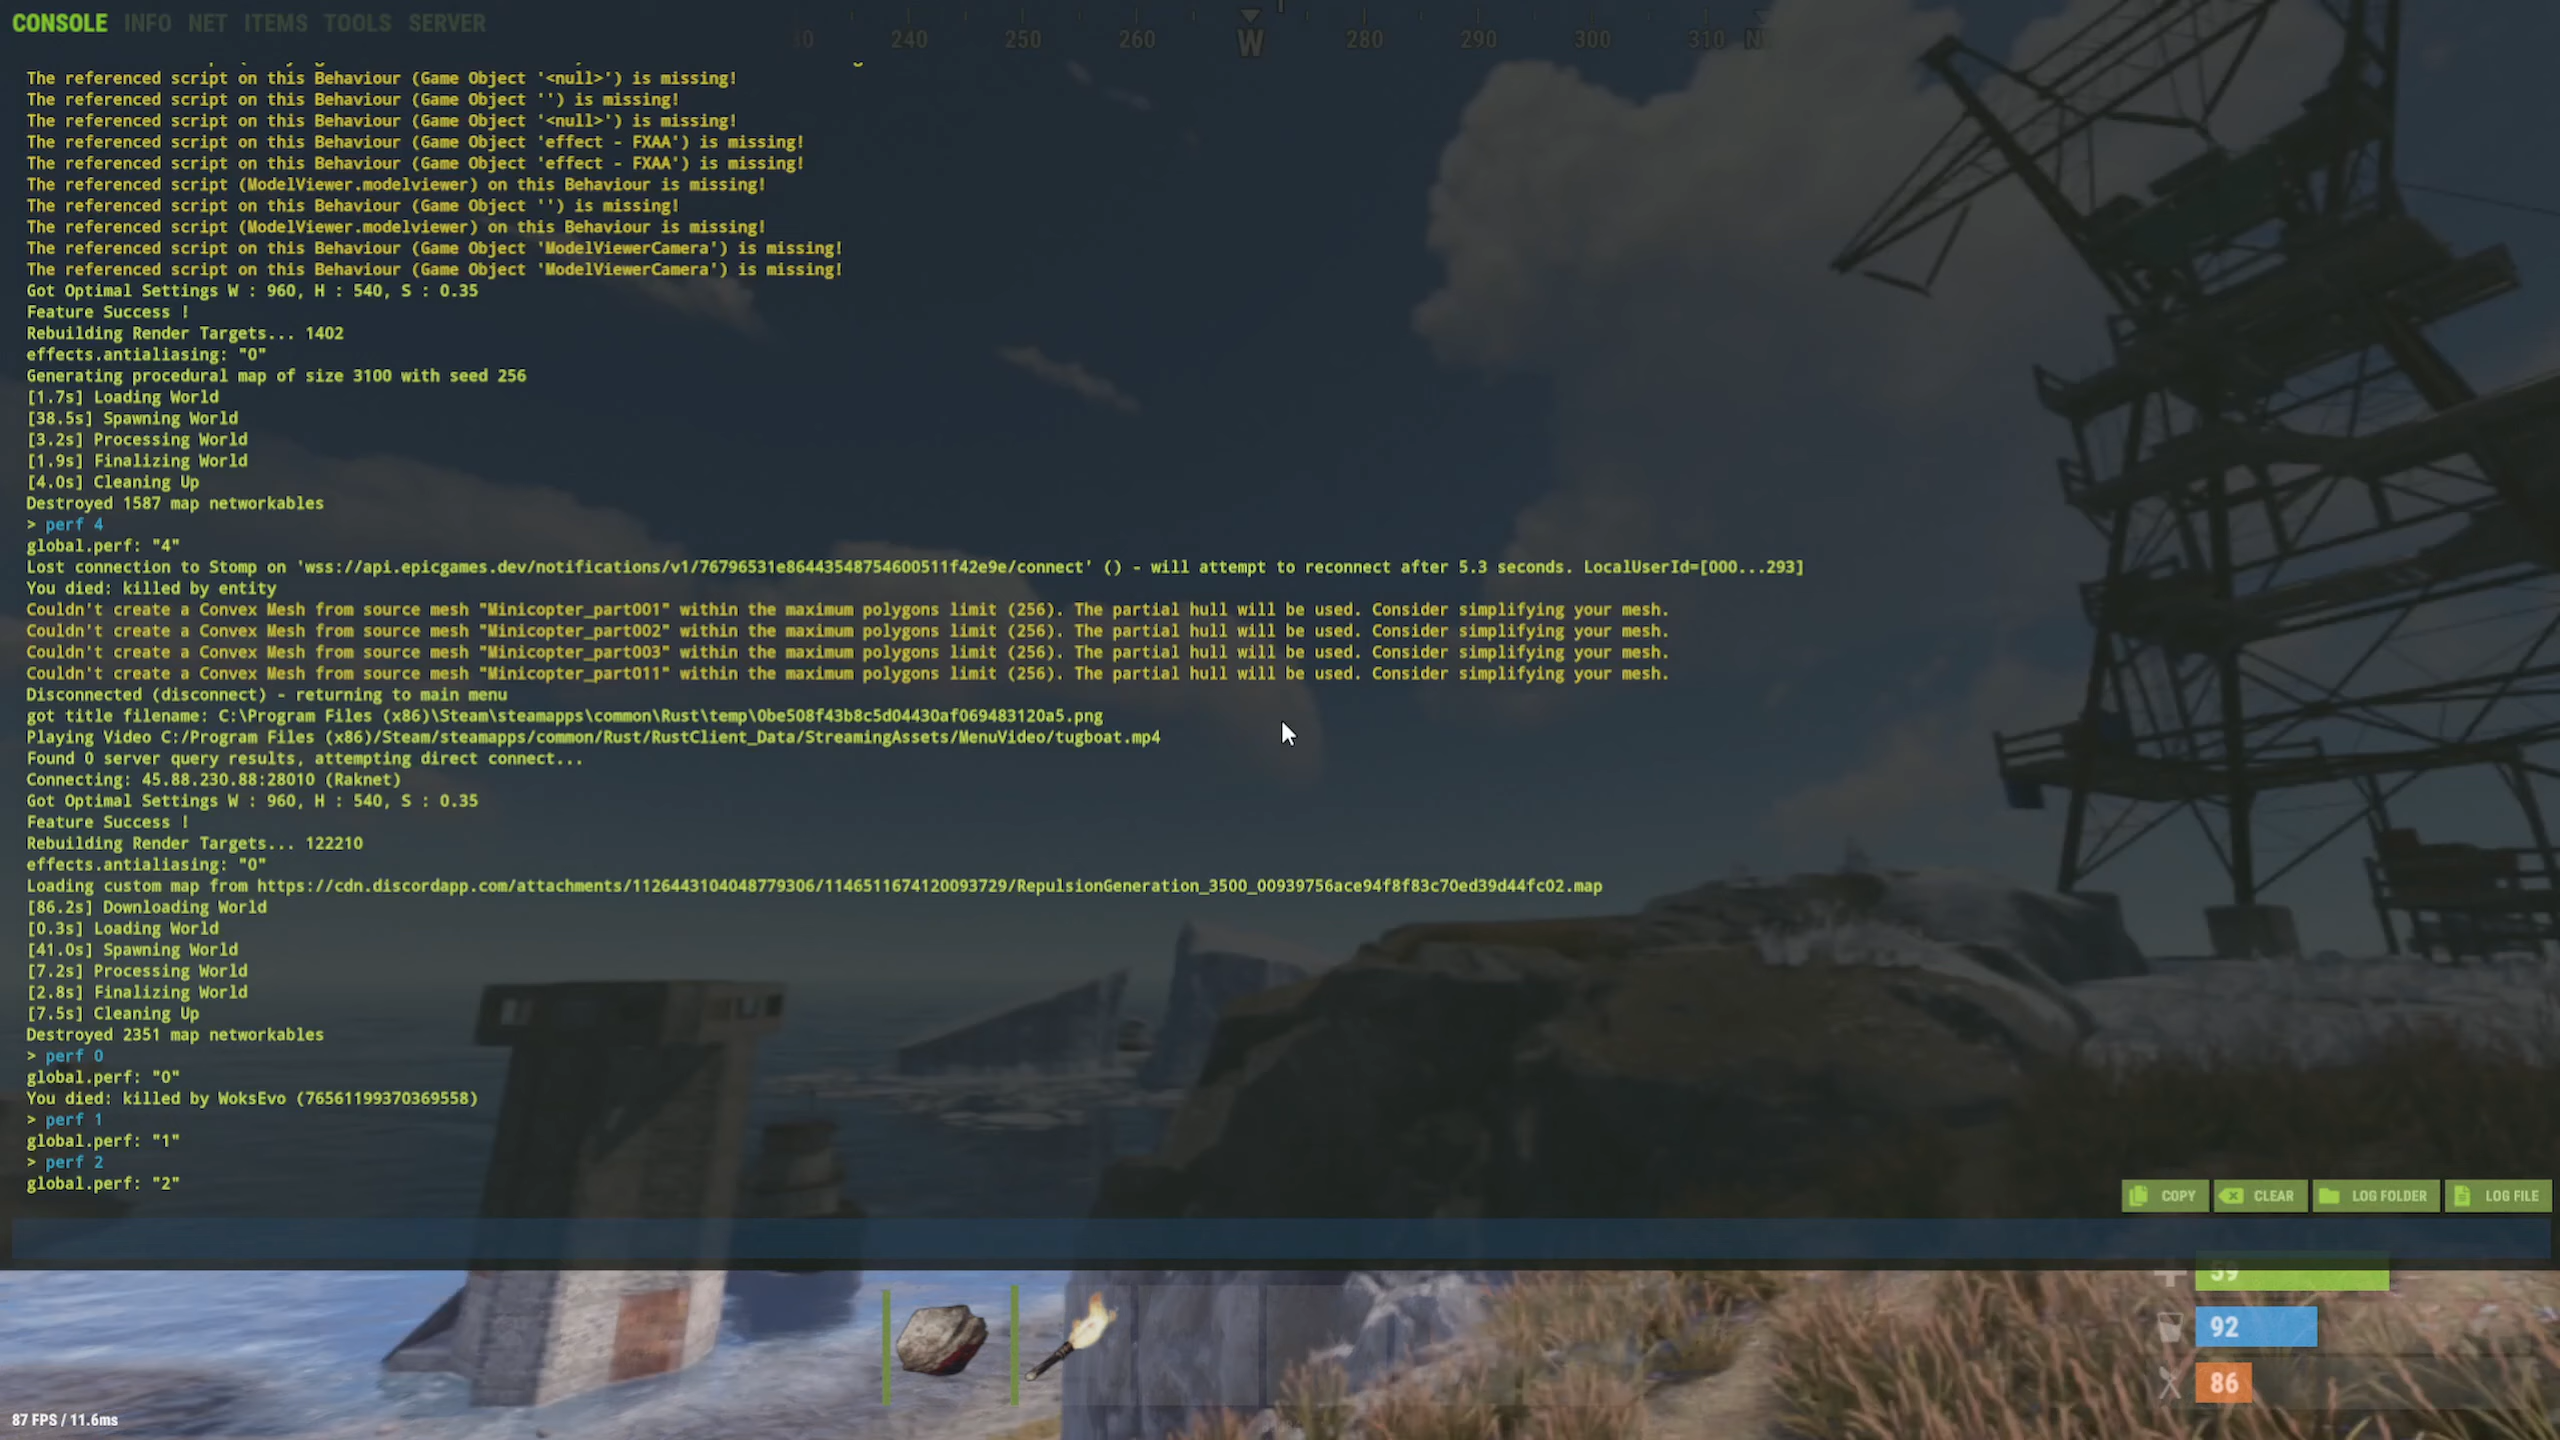 CONSOLE INFO NET ITEMS TOOLS SERVER
240 250 260 W 280 290 300 310
The referenced script on this Behaviour (Game Object '<null>') is missing!
The referenced script on this Behaviour (Game Object '') is missing!
The referenced script on this Behaviour (Game Object '<null>') is missing!
The referenced script on this Behaviour (Game Object 'effect - FXAA') is missing!
The referenced script on this Behaviour (Game Object 'effect - FXAA') is missing!
The referenced script (ModelViewer.modelviewer) on this Behaviour is missing!
The referenced script on this Behaviour (Game Object '') is missing!
The referenced script (ModelViewer.modelviewer) on this Behaviour is missing!
The referenced script on this Behaviour (Game Object 'ModelViewerCamera') is missing!
The referenced script on this Behaviour (Game Object 'ModelViewerCamera') is missing!
Got Optimal Settings W : 960, H : 540, S : 0.35
Feature Success !
Rebuilding Render Targets... 1402
effects.antialiasing: "0"
Generating procedural map of size 3100 with seed 256
[1.7s] Loading World
[38.5s] Spawning World
[3.2s] Processing World
[1.9s] Finalizing World
[4.0s] Cleaning Up
Destroyed 1587 map networkables
> perf 4
global.perf: "4"
Lost connection to Stomp on 'wss://api.epicgames.dev/notifications/v1/76796531e86443548754600511f42e9e/connect' () - will attempt to reconnect after 5.3 seconds. LocalUserId=[000...293]
You died: killed by entity
Couldn't create a Convex Mesh from source mesh "Minicopter_part001" within the maximum polygons limit (256). The partial hull will be used. Consider simplifying your mesh.
Couldn't create a Convex Mesh from source mesh "Minicopter_part002" within the maximum polygons limit (256). The partial hull will be used. Consider simplifying your mesh.
Couldn't create a Convex Mesh from source mesh "Minicopter_part003" within the maximum polygons limit (256). The partial hull will be used. Consider simplifying your mesh.
Couldn't create a Convex Mesh from source mesh "Minicopter_part011" within the maximum polygons limit (256). The partial hull will be used. Consider simplifying your mesh.
Disconnected (disconnect) - returning to main menu
got title filename: C:\Program Files (x86)\Steam\steamapps\common\Rust\temp\0be508f43b8c5d04430af069483120a5.png
Playing Video C:/Program Files (x86)/Steam/steamapps/common/Rust/RustClient_Data/StreamingAssets/MenuVideo/tugboat.mp4
Found 0 server query results, attempting direct connect...
Connecting: 45.88.230.88:28010 (Raknet)
Got Optimal Settings W : 960, H : 540, S : 0.35
Feature Success !
Rebuilding Render Targets... 122210
effects.antialiasing: "0"
Loading custom map from https://cdn.discordapp.com/attachments/1126443104048779306/1146511674120093729/RepulsionGeneration_3500_00939756ace94f8f83c70ed39d44fc02.map
[86.2s] Downloading World
[0.3s] Loading World
[41.0s] Spawning World
[7.2s] Processing World
[2.8s] Finalizing World
[7.5s] Cleaning Up
Destroyed 2351 map networkables
> perf 0
global.perf: "0"
You died: killed by WoksEvo (76561199370369558)
> perf 1
global.perf: "1"
> perf 2
global.perf: "2"
COPY CLEAR LOG FOLDER LOG FILE
92
86
87 FPS / 11.6ms